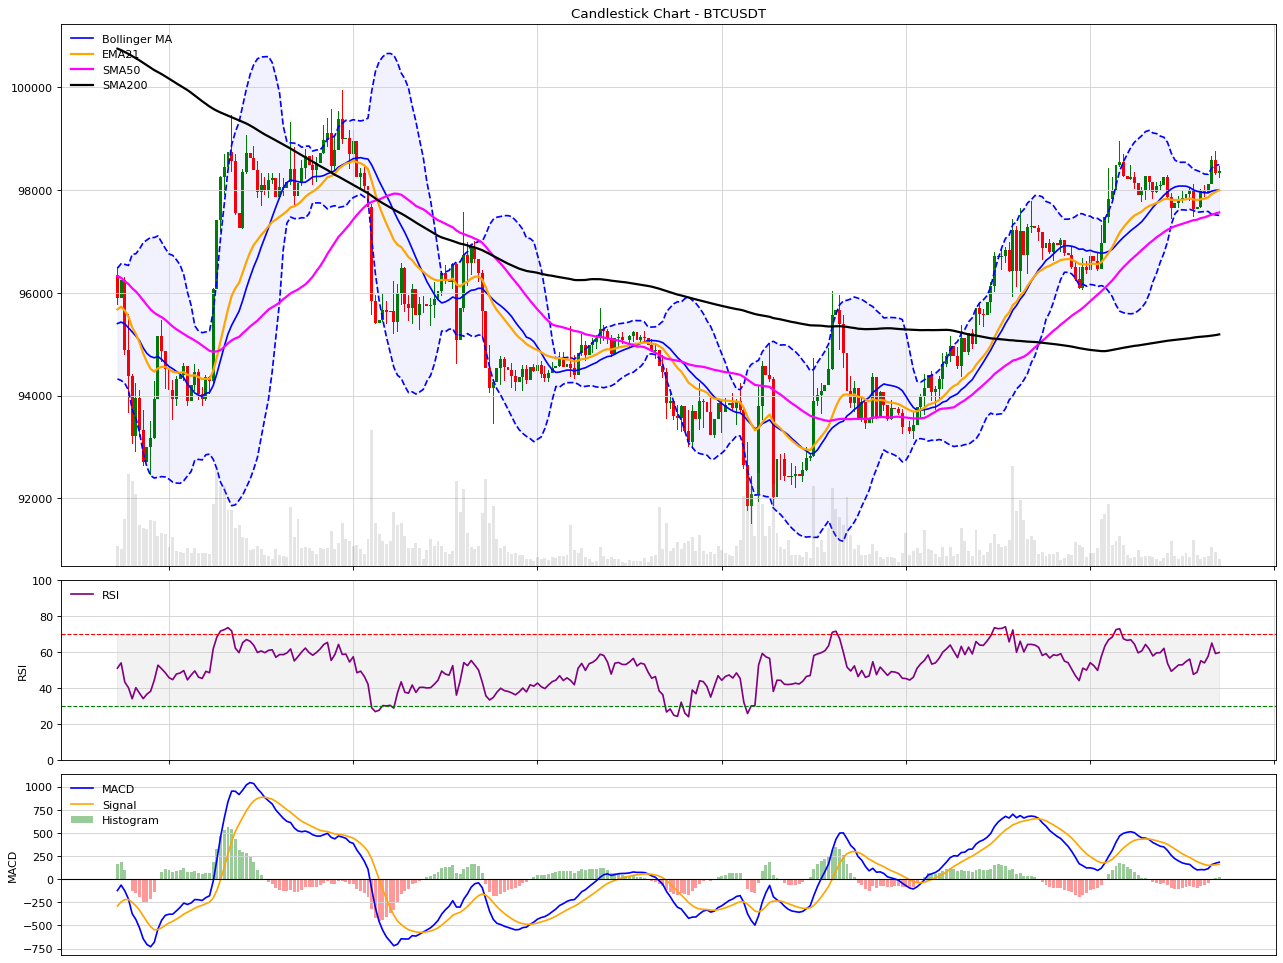 Candlestick Chart - BTCUSDT
Bollinger MA
EMA21
SMA50
SMA200
100000
98000
96000
94000
92000
RSI
100
80
60
40
20
0
RSI
MACD
Signal
Histogram
1000
750
500
250
0
−250
−500
−750
MACD